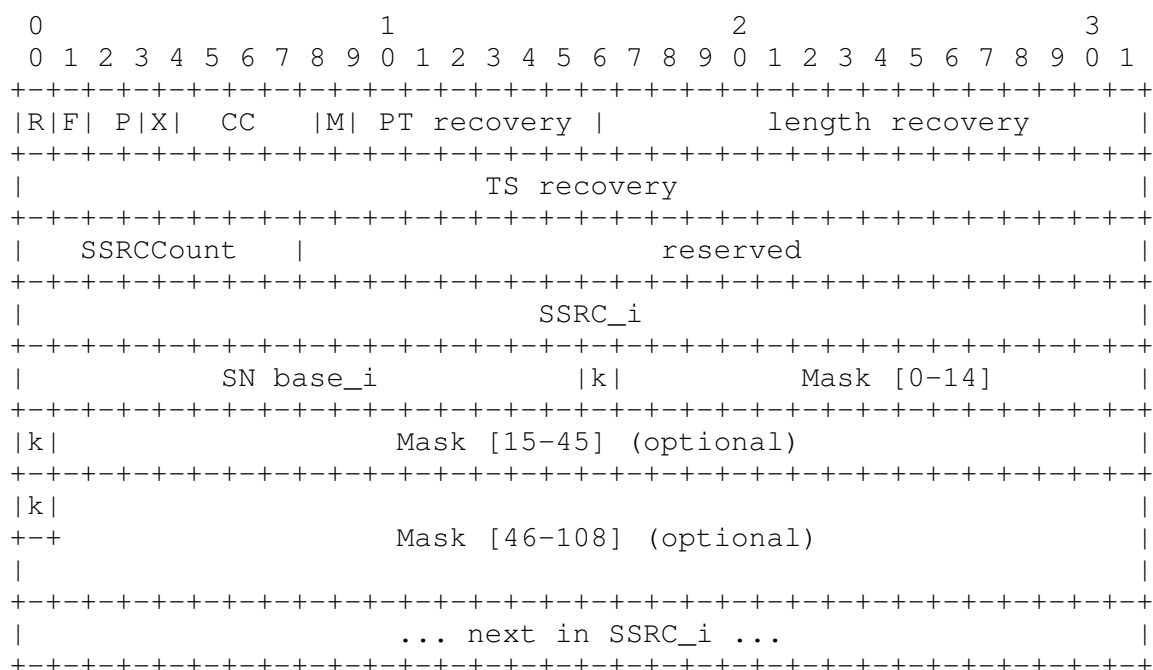 0                   1                   2                   3
 0 1 2 3 4 5 6 7 8 9 0 1 2 3 4 5 6 7 8 9 0 1 2 3 4 5 6 7 8 9 0 1
+-+-+-+-+-+-+-+-+-+-+-+-+-+-+-+-+-+-+-+-+-+-+-+-+-+-+-+-+-+-+-+-+
|R|F| P|X|  CC   |M| PT recovery |        length recovery        |
+-+-+-+-+-+-+-+-+-+-+-+-+-+-+-+-+-+-+-+-+-+-+-+-+-+-+-+-+-+-+-+-+
|                          TS recovery                          |
+-+-+-+-+-+-+-+-+-+-+-+-+-+-+-+-+-+-+-+-+-+-+-+-+-+-+-+-+-+-+-+-+
|   SSRCCount   |                    reserved                   |
+-+-+-+-+-+-+-+-+-+-+-+-+-+-+-+-+-+-+-+-+-+-+-+-+-+-+-+-+-+-+-+-+
|                             SSRC_i                            |
+-+-+-+-+-+-+-+-+-+-+-+-+-+-+-+-+-+-+-+-+-+-+-+-+-+-+-+-+-+-+-+-+
|           SN base_i           |k|          Mask [0-14]        |
+-+-+-+-+-+-+-+-+-+-+-+-+-+-+-+-+-+-+-+-+-+-+-+-+-+-+-+-+-+-+-+-+
|k|                   Mask [15-45] (optional)                   |
+-+-+-+-+-+-+-+-+-+-+-+-+-+-+-+-+-+-+-+-+-+-+-+-+-+-+-+-+-+-+-+-+
|k|                                                             |
+-+                   Mask [46-108] (optional)                  |
|                                                               |
+-+-+-+-+-+-+-+-+-+-+-+-+-+-+-+-+-+-+-+-+-+-+-+-+-+-+-+-+-+-+-+-+
|                     ... next in SSRC_i ...                    |
+-+-+-+-+-+-+-+-+-+-+-+-+-+-+-+-+-+-+-+-+-+-+-+-+-+-+-+-+-+-+-+-+